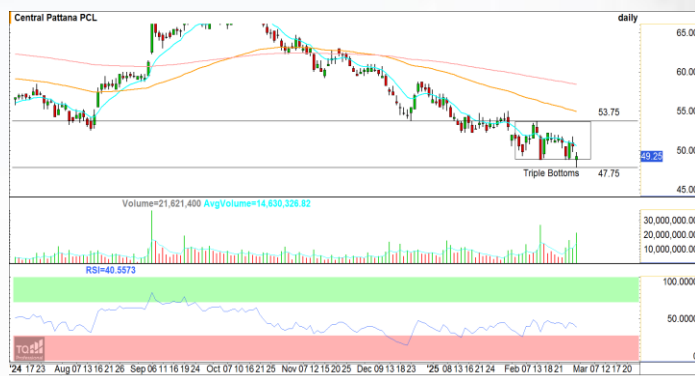 Central Pattana PCL daily
65.00
60.00
55.00
53.75
50.00
49.25
Triple Bottoms
47.75
45.00
Volume=21,621,400 AvgVolume=14,630,326.82
30,000,000.00
20,000,000.00
10,000,000.00
RSI=40.5573
100.0000
50.0000
0
TQ
'24 17 23 Aug 07 13 16 21 26 Sep 06 11 16 19 24 Oct 07 10 16 21 27 Nov 07 12 15 20 25 Dec 09 13 18 '25 08 13 16 21 24 Feb 07 13 18 21 Mar 07 12 17 20